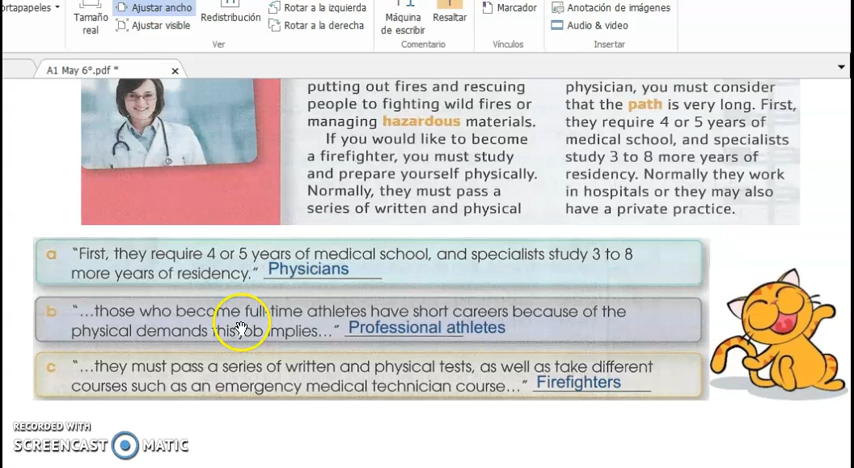 ortapapeles
Ajustar ancho
Rotar a la izquierda
Marcador
Anotación de imágenes
Tamaño real
Ajustar visible
Redistribución
Rotar a la derecha
Máquina de escribir
Resaltar
Audio & video
Ver
Comentario
Vínculos
Insertar
A1 May 6°.pdf *
putting out fires and rescuing
people to fighting wild fires or
managing hazardous materials.
If you would like to become
a firefighter, you must study
and prepare yourself physically.
Normally, they must pass a
series of written and physical
physician, you must consider
that the path is very long. First,
they require 4 or 5 years of
medical school, and specialists
study 3 to 8 more years of
residency. Normally they work
in hospitals or they may also
have a private practice.
a "First, they require 4 or 5 years of medical school, and specialists study 3 to 8
more years of residency." Physicians
b "...those who become full-time athletes have short careers because of the
physical demands this job implies..." Professional athletes
c "...they must pass a series of written and physical tests, as well as take different
courses such as an emergency medical technician course..." Firefighters
RECORDED WITH
SCREENCAST MATIC